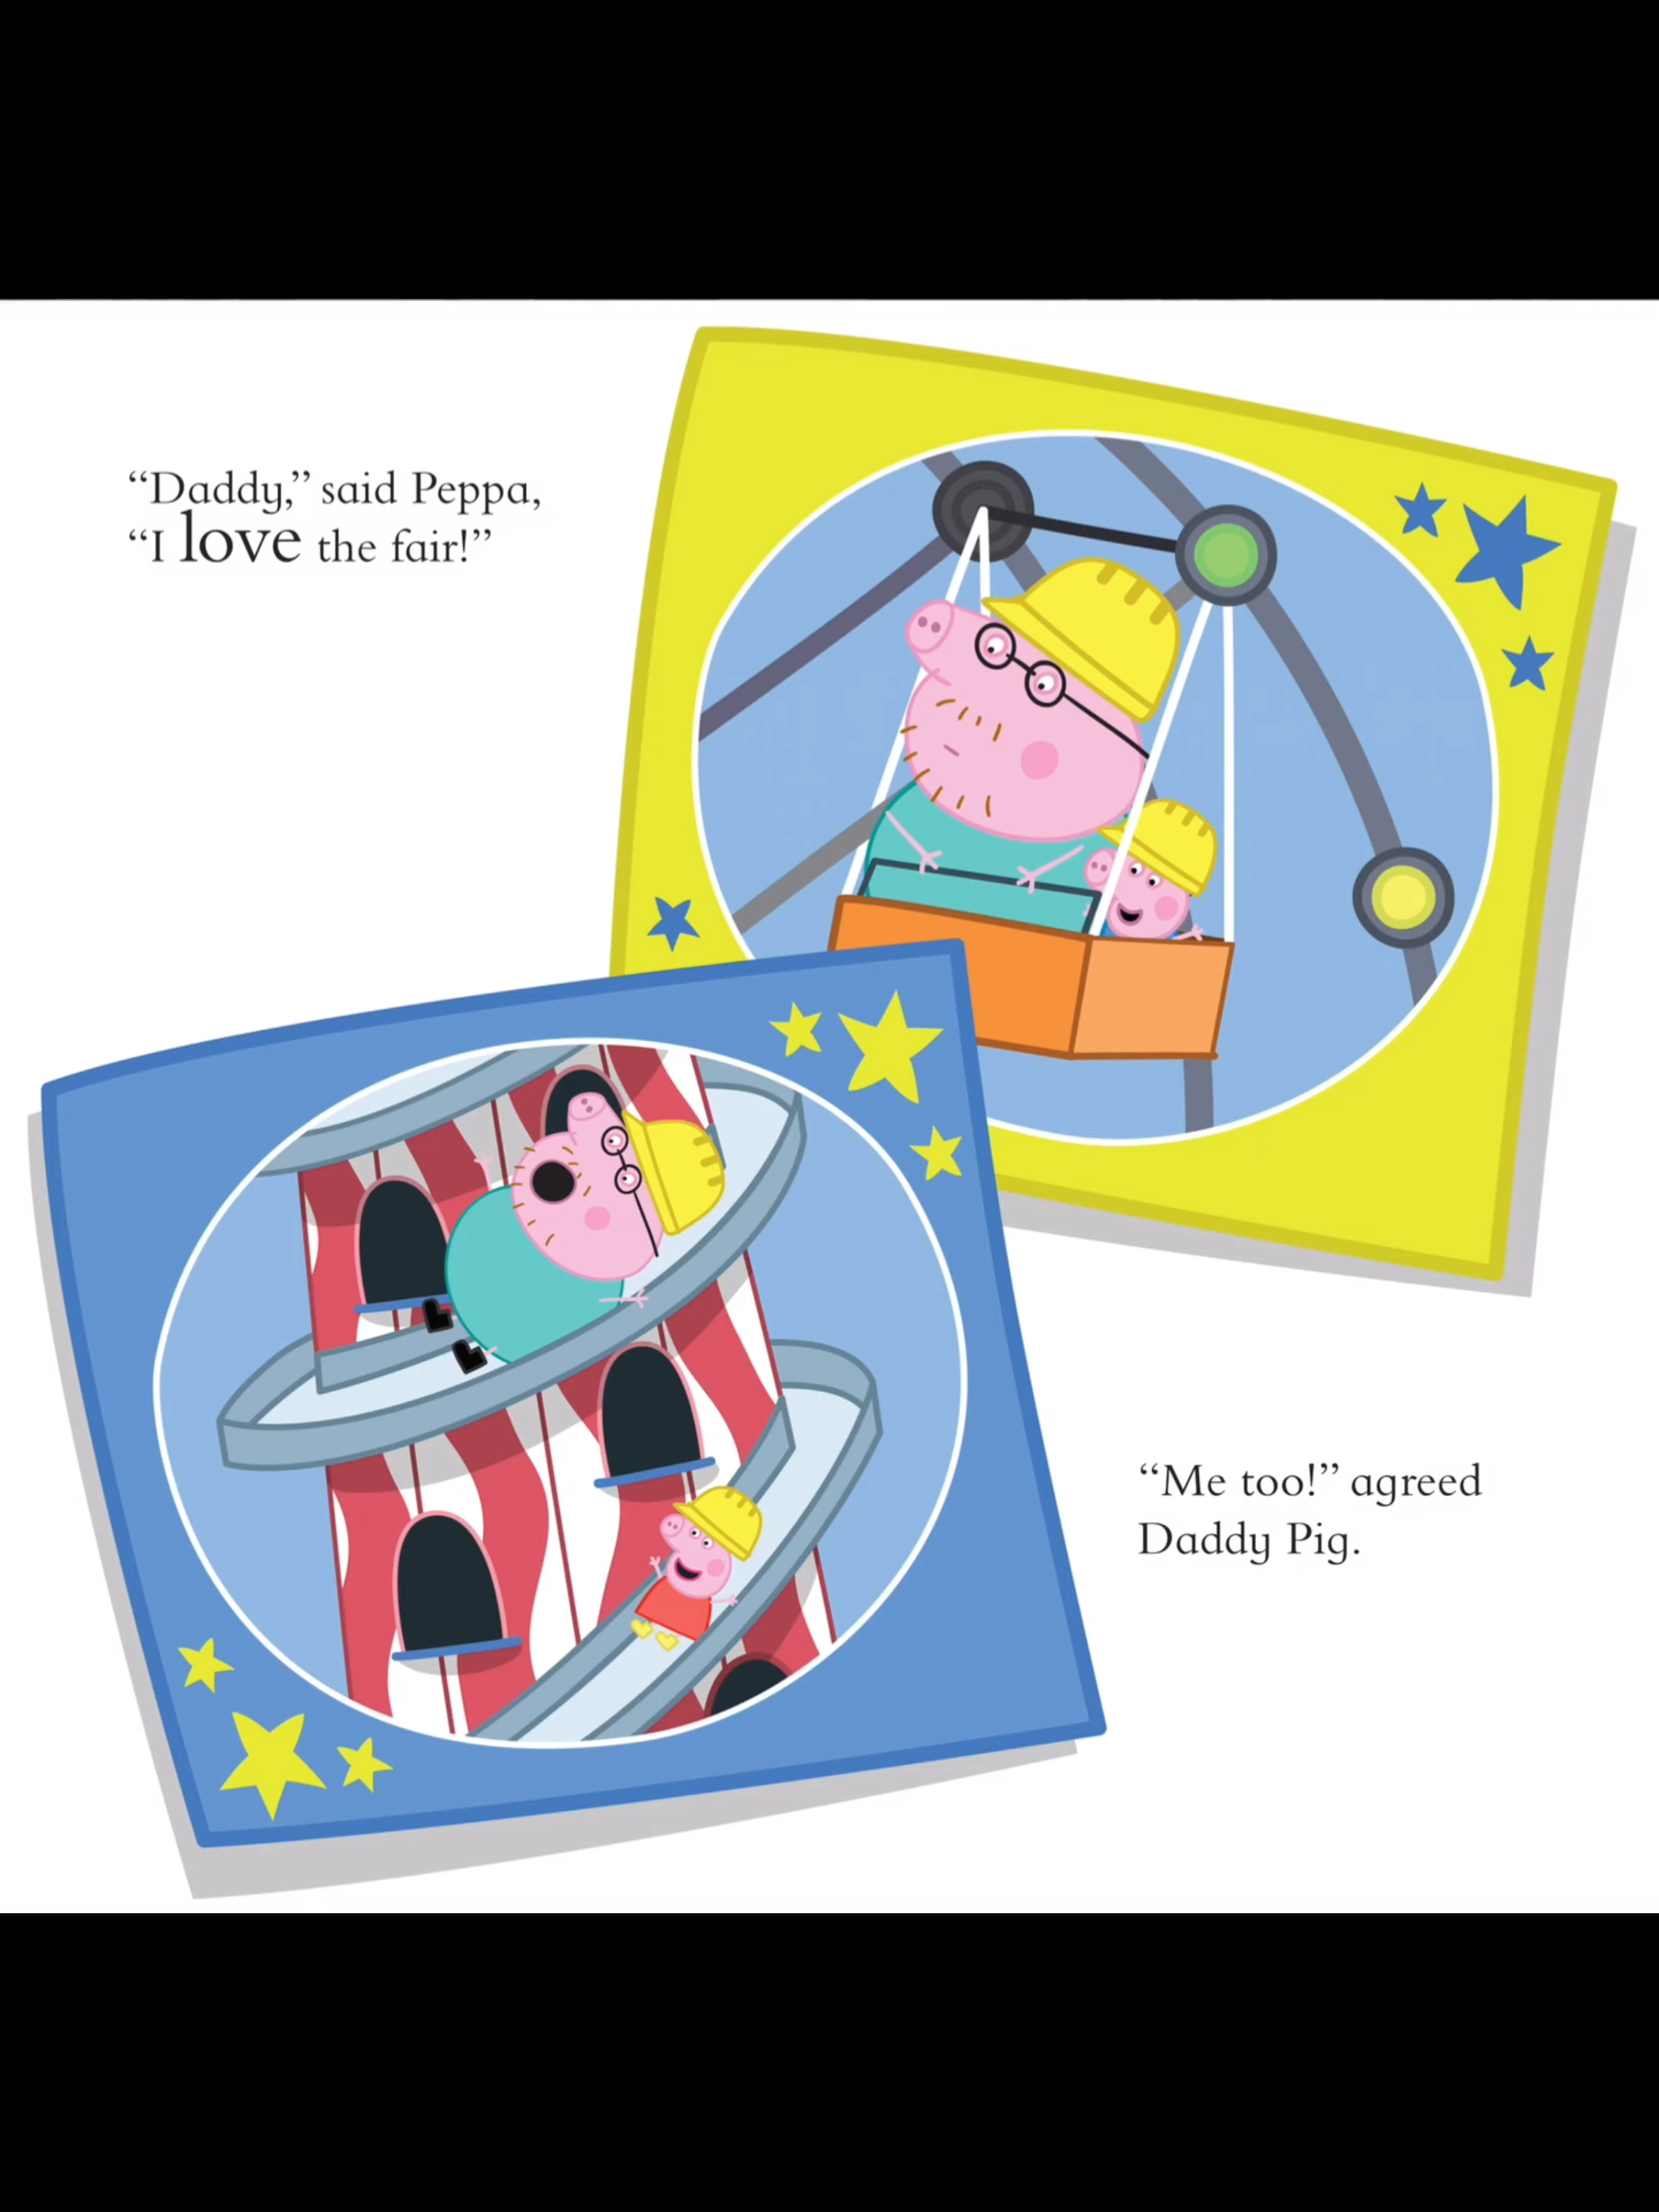 “Daddy,” said Peppa,
“I love the fair!”
“Me too!” agreed
Daddy Pig.